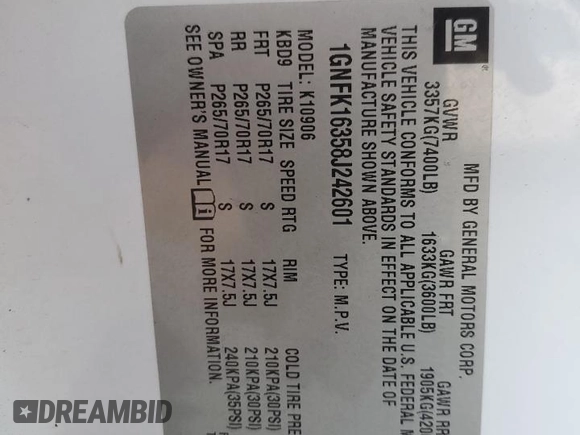 GM
MFD BY GENERAL MOTORS CORP.
GVWR GAWR FRT GAWR RR
3357KG(7400LB) 1633KG(3600LB) 1905KG(420
THIS VEHICLE CONFORMS TO ALL APPLICABLE U.S. FEDERAL M
VEHICLE SAFETY STANDARDS IN EFFECT ON THE DATE OF
MANUFACTURE SHOWN ABOVE.
1GNFK16358J242601 TYPE: M.P.V.
MODEL: K10906
KBD9 TIRE SIZE SPEED RTG RIM COLD TIRE PRE
FRT P265/70R17 S 17X7.5J 210KPA(30PSI)
RR P265/70R17 S 17X7.5J 210KPA(30PSI)
SPA P265/70R17 S 17X7.5J 240KPA(35PSI)
SEE OWNER'S MANUAL FOR MORE INFORMATION.
DREAMBID